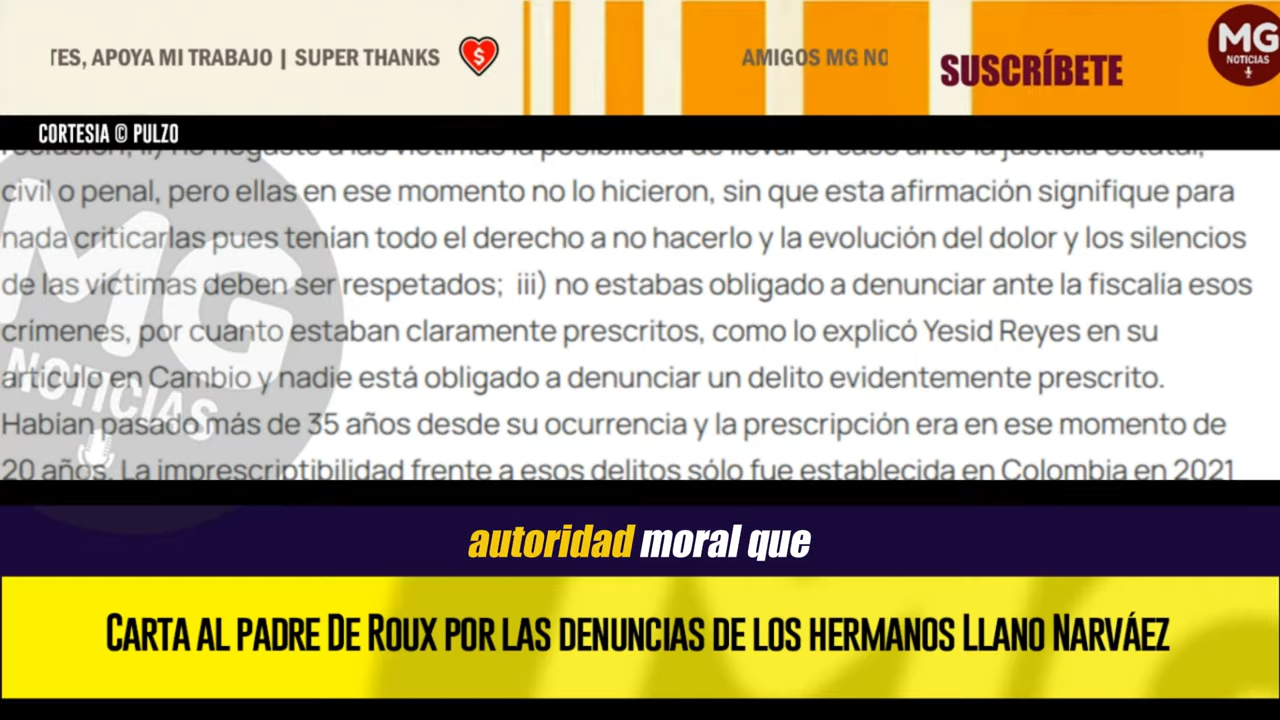 TES, APOYA MI TRABAJO | SUPER THANKS
AMIGOS MG NO
SUSCRÍBETE
MG
NOTICIAS
CORTESIA © PULZO
civil o penal, pero ellas en ese momento no lo hicieron, sin que esta afirmación signifique para
nada criticarlas pues tenían todo el derecho a no hacerlo y la evolución del dolor y los silencios
de las víctimas deben ser respetados; iii) no estabas obligado a denunciar ante la fiscalía esos
crímenes, por cuanto estaban claramente prescritos, como lo explicó Yesid Reyes en su
artículo en Cambio y nadie está obligado a denunciar un delito evidentemente prescrito.
Habían pasado más de 35 años desde su ocurrencia y la prescripción era en ese momento de
20 años. La imprescriptibilidad frente a esos delitos sólo fue establecida en Colombia en 2021
MG
NOTICIAS
autoridad moral que
CARTA AL PADRE DE ROUX POR LAS DENUNCIAS DE LOS HERMANOS LLANO NARVÁEZ